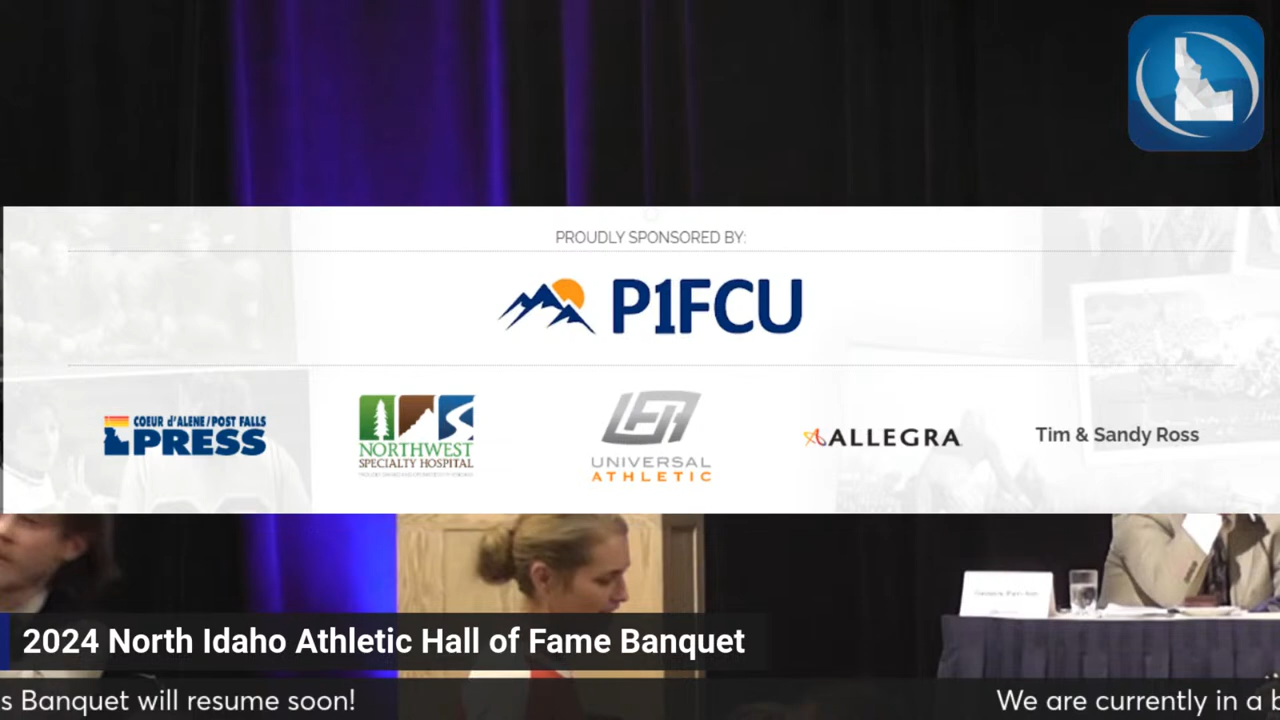 PROUDLY SPONSORED BY:
P1FCU
COEUR d'ALENE/POST FALLS
PRESS
NORTHWEST
SPECIALTY HOSPITAL
UNIVERSAL
ATHLETIC
ALLEGRA
Tim & Sandy Ross
2024 North Idaho Athletic Hall of Fame Banquet
s Banquet will resume soon!
We are currently in a b